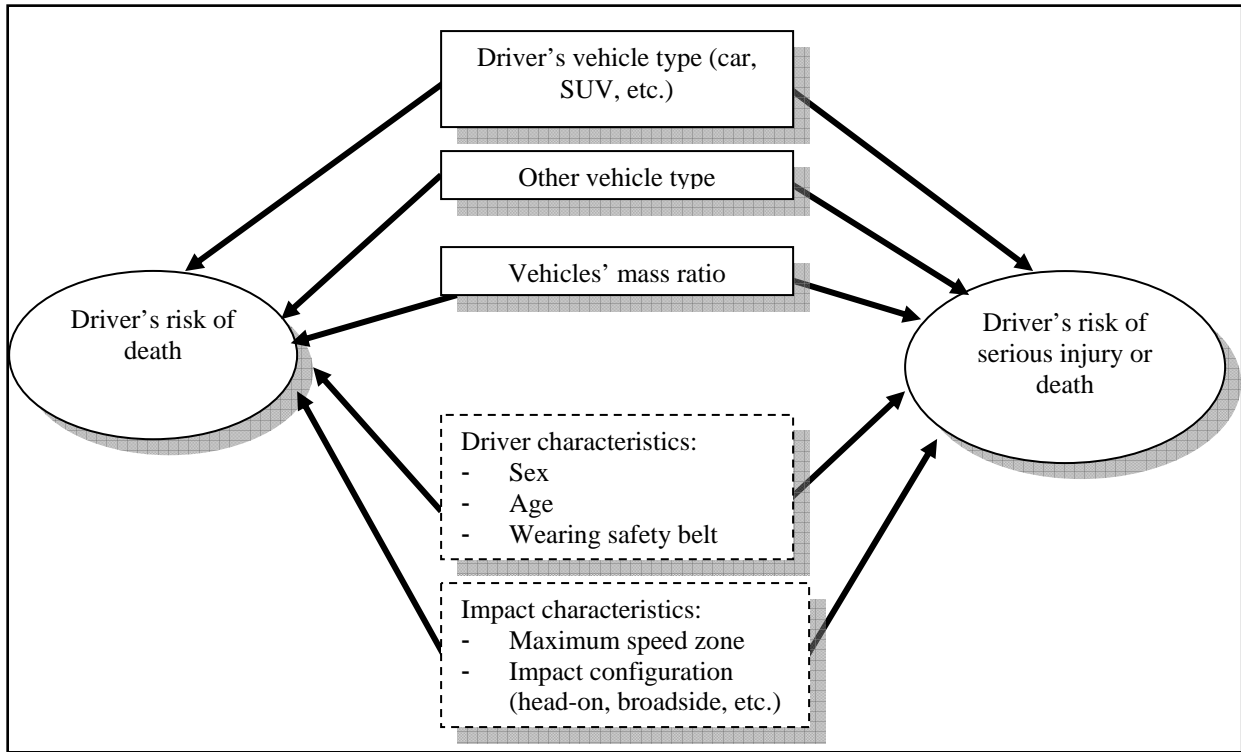 Driver’s vehicle type (car,
SUV, etc.)
Other vehicle type
Vehicles’ mass ratio
Driver’s risk of
death
Driver’s risk of
serious injury or
death
Driver characteristics:
- Sex
- Age
- Wearing safety belt
Impact characteristics:
- Maximum speed zone
- Impact configuration
(head-on, broadside, etc.)